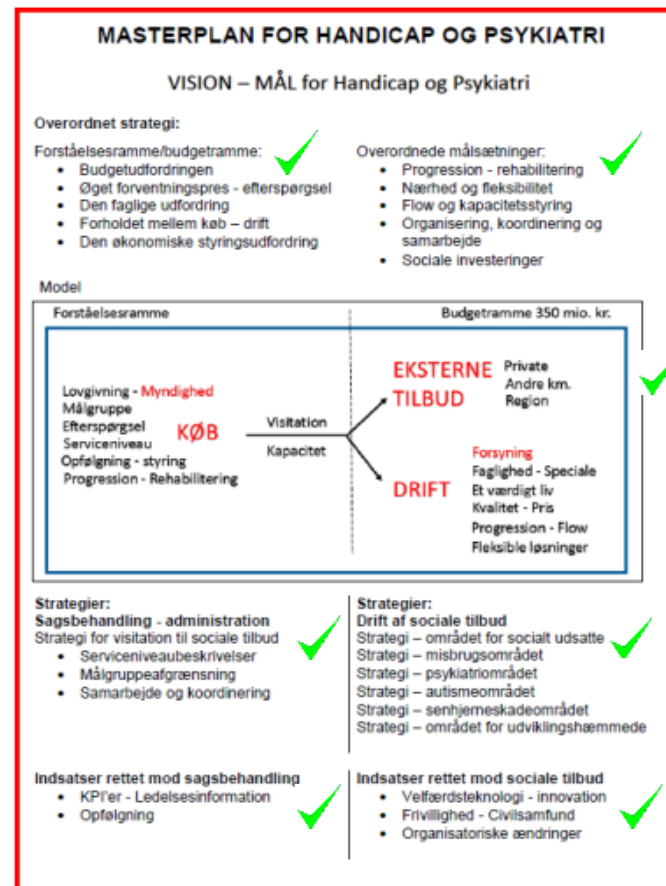 MASTERPLAN FOR HANDICAP OG PSYKIATRI
VISION – MÅL for Handicap og Psykiatri
Overordnet strategi:
Forståelsesramme/budgetramme:
• Budgetudfordringen
• Øget forventningspres - efterspørgsel
• Den faglige udfordring
• Forholdet mellem køb – drift
• Den økonomiske styringsudfordring
Overordnede målsætninger:
• Progression - rehabilitering
• Nærhed og fleksibilitet
• Flow og kapacitetsstyring
• Organisering, koordinering og
samarbejde
• Sociale investeringer
Model
Forståelsesramme
Budgetramme 350 mio. kr.
Lovgivning - Myndighed
Målgruppe
Efterspørgsel
Serviceniveau
Opfølgning - styring
Progression - Rehabilitering
KØB
Visitation
Kapacitet
EKSTERNE
TILBUD
Private
Andre km.
Region
DRIFT
Forsyning
Faglighed - Speciale
Et værdigt liv
Kvalitet - Pris
Progression - Flow
Fleksible løsninger
Strategier:
Sagsbehandling - administration
Strategi for visitation til sociale tilbud
• Serviceniveaubeskrivelser
• Målgruppeafgrænsning
• Samarbejde og koordinering
Strategier:
Drift af sociale tilbud
Strategi – området for socialt udsatte
Strategi – misbrugsområdet
Strategi – psykiatriområdet
Strategi – autismeområdet
Strategi – senhjerneskadeområdet
Strategi – området for udviklingshæmmede
Indsatser rettet mod sagsbehandling
• KPI'er - Ledelsesinformation
• Opfølgning
Indsatser rettet mod sociale tilbud
• Velfærdsteknologi - innovation
• Frivillighed - Civilsamfund
• Organisatoriske ændringer